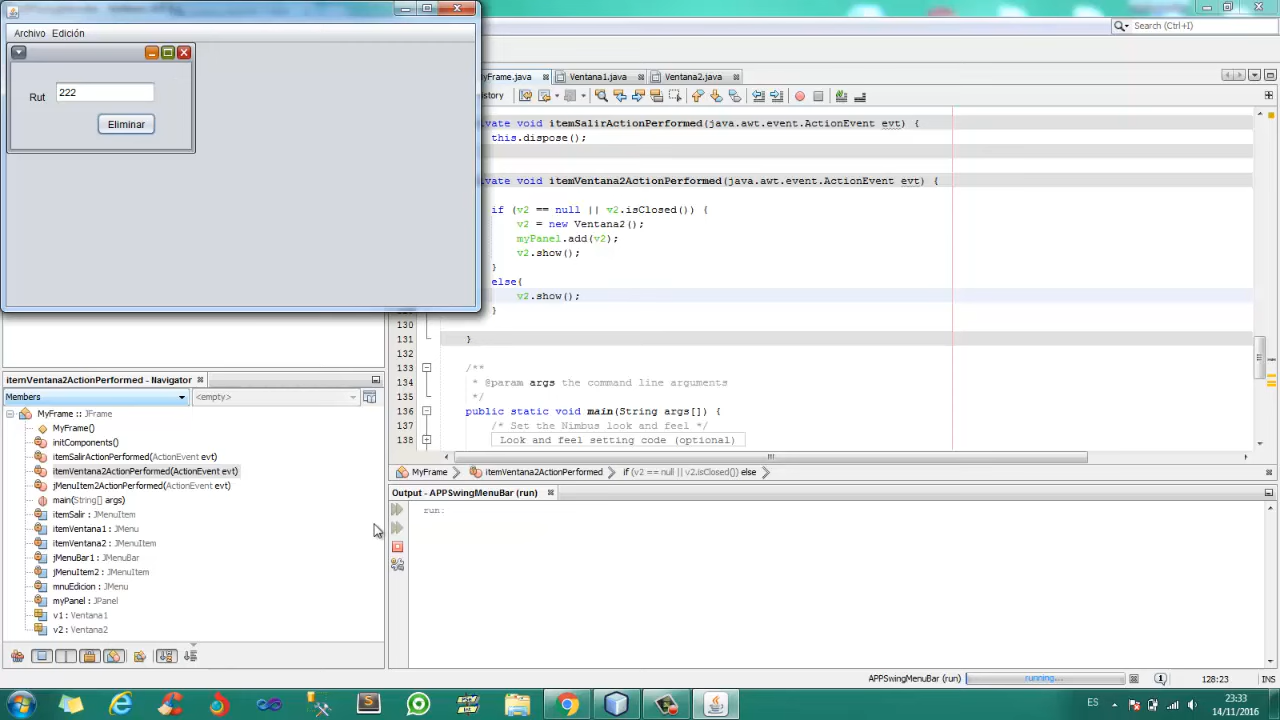 Archivo Edición
Rut 222
Eliminar
Search (Ctrl+I)
yFrame.java Ventana1.java Ventana2.java
story
vate void itemSalirActionPerformed(java.awt.event.ActionEvent evt) {
this.dispose();
vate void itemVentana2ActionPerformed(java.awt.event.ActionEvent evt) {
if (v2 == null || v2.isClosed()) {
v2 = new Ventana2();
myPanel.add(v2);
v2.show();
}
else{
v2.show();
}
130
131 }
132
133 /**
134 * @param args the command line arguments
135 */
136 public static void main(String args[]) {
137 /* Set the Nimbus look and feel */
138 Look and feel setting code (optional)
MyFrame itemVentana2ActionPerformed if (v2 == null || v2.isClosed()) else
itemVentana2ActionPerformed - Navigator
Members <empty>
MyFrame :: JFrame
MyFrame()
initComponents()
itemSalirActionPerformed(ActionEvent evt)
itemVentana2ActionPerformed(ActionEvent evt)
jMenuItem2ActionPerformed(ActionEvent evt)
main(String[] args)
itemSalir : JMenuItem
itemVentana1 : JMenu
itemVentana2 : JMenuItem
jMenuBar1 : JMenuBar
jMenuItem2 : JMenuItem
mnuEdicion : JMenu
myPanel : JPanel
v1 : Ventana1
v2 : Ventana2
Output - APPSwingMenuBar (run)
run:
APPSwingMenuBar (run) running... 128:23 INS
ES 23:33
14/11/2016